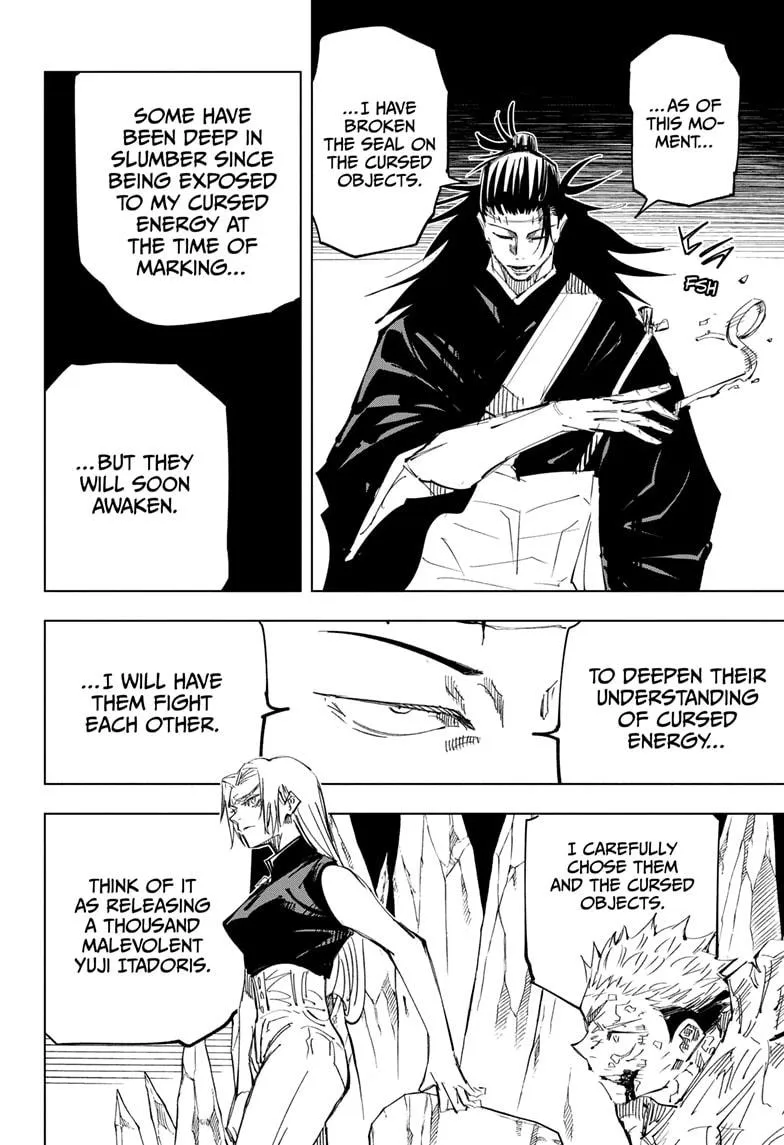 ...AS OF
THIS MO-
MENT...
...I HAVE
BROKEN
THE SEAL ON
THE CURSED
OBJECTS.
ビッ
FSH
SOME HAVE
BEEN DEEP IN
SLUMBER SINCE
BEING EXPOSED
TO MY CURSED
ENERGY AT
THE TIME OF
MARKING...
...BUT THEY
WILL SOON
AWAKEN.
TO DEEPEN THEIR
UNDERSTANDING
OF CURSED
ENERGY...
...I WILL HAVE
THEM FIGHT
EACH OTHER.
I CAREFULLY
CHOSE THEM
AND THE CURSED
OBJECTS.
THINK OF IT
AS RELEASING
A THOUSAND
MALEVOLENT
YUJI ITADORIS.